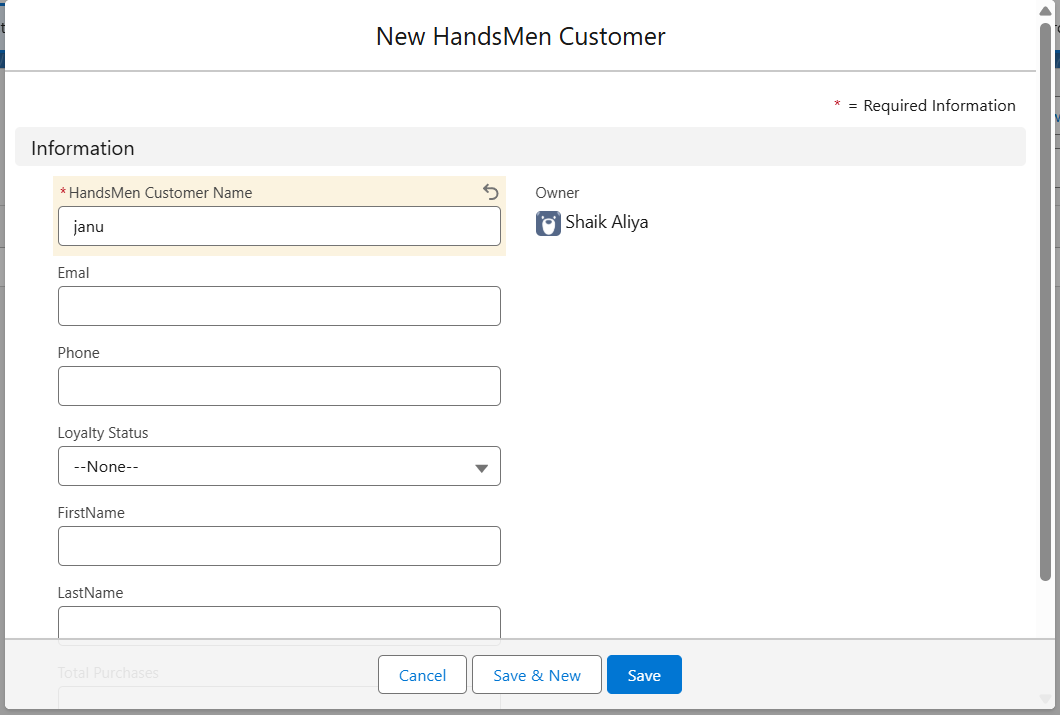 New HandsMen Customer
* = Required Information
Information
*HandsMen Customer Name
janu
Owner
Shaik Aliya
Emal
Phone
Loyalty Status
--None--
FirstName
LastName
Total Purchases
Cancel
Save & New
Save